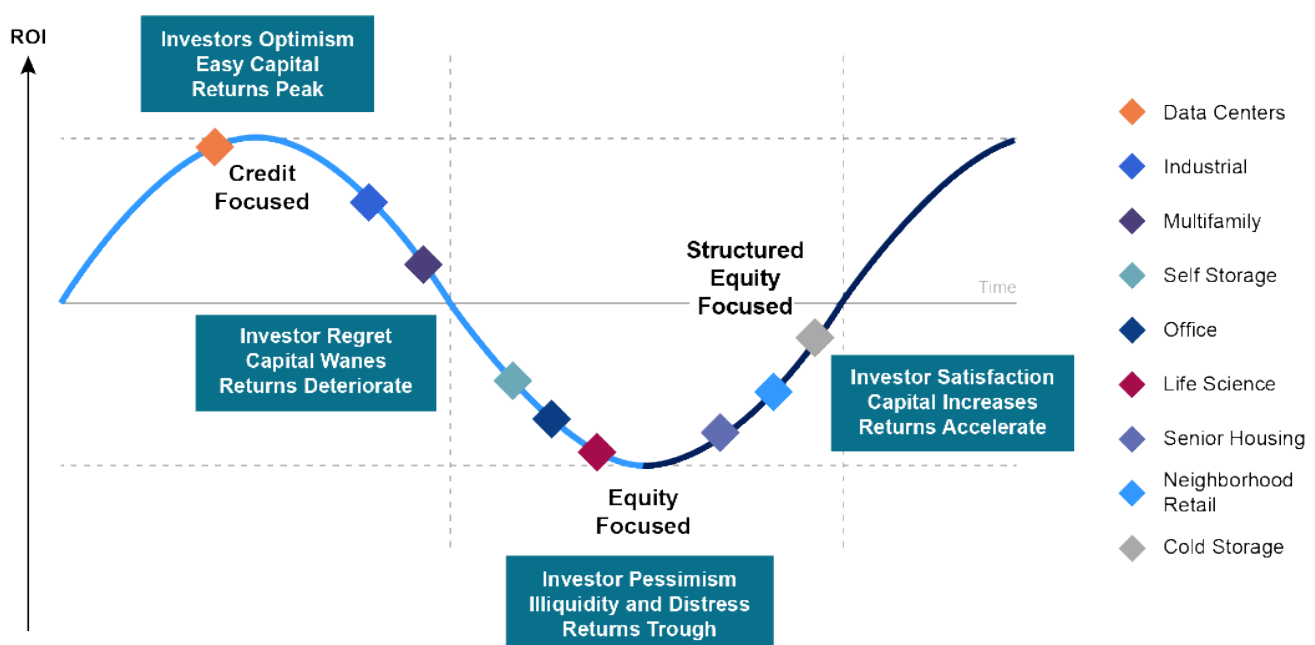 ROI
Investors Optimism
Easy Capital
Returns Peak
Credit
Focused
Investor Regret
Capital Wanes
Returns Deteriorate
Structured
Equity
Focused
Time
Investor Satisfaction
Capital Increases
Returns Accelerate
Equity
Focused
Investor Pessimism
Illiquidity and Distress
Returns Trough
Data Centers
Industrial
Multifamily
Self Storage
Office
Life Science
Senior Housing
Neighborhood
Retail
Cold Storage